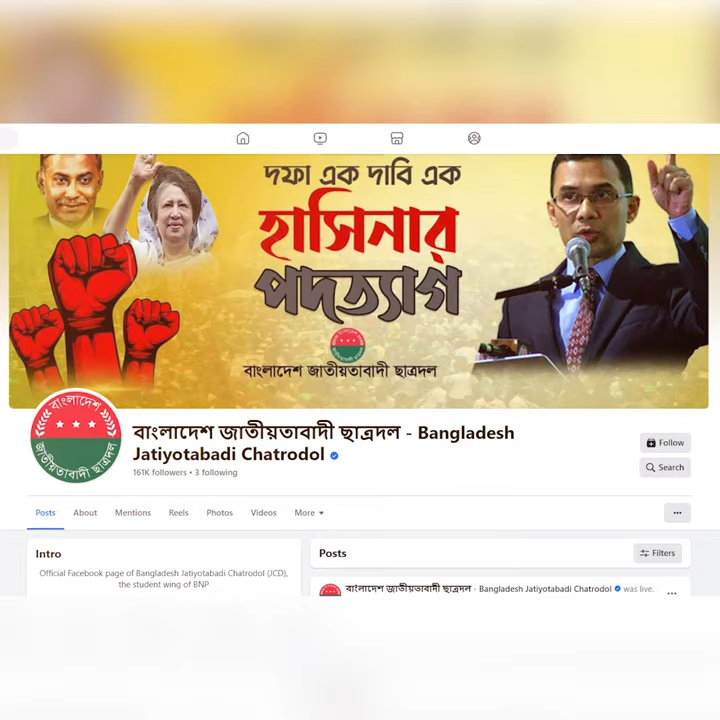 দফা এক দাবি এক
হাসিনার
পদত্যাগ
বাংলাদেশ জাতীয়তাবাদী ছাত্রদল
বাংলাদেশ
জাতীয়তাবাদী ছাত্রদল
বাংলাদেশ জাতীয়তাবাদী ছাত্রদল - Bangladesh
Jatiyotabadi Chatrodol
161K followers • 3 following
Follow
Search
Posts About Mentions Reels Photos Videos More
Intro
Official Facebook page of Bangladesh Jatiyotabadi Chatrodol (JCD),
the student wing of BNP
Posts
Filters
বাংলাদেশ জাতীয়তাবাদী ছাত্রদল - Bangladesh Jatiyotabadi Chatrodol was live.